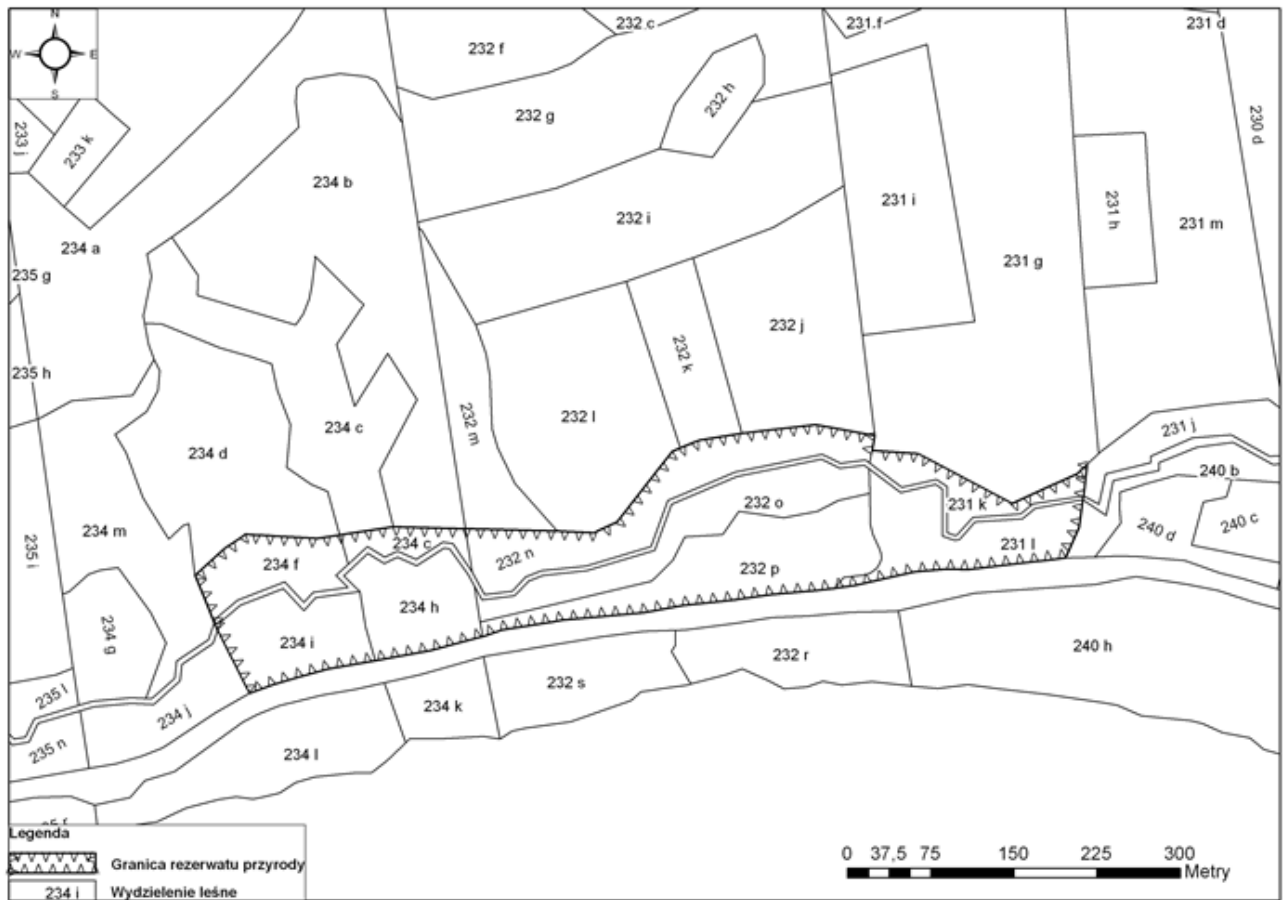 N
W E
S
232 c
231 f
231 d
232 f
232 h
232 g
230 d
233 j
233 k
234 b
232 i
231 i
231 h
231 m
234 a
231 g
235 g
232 j
232 k
235 h
232 m
232 l
234 c
231 j
234 d
240 b
232 o
231 k
240 d
240 c
234 m
235 i
234 c
232 n
231 l
234 f
232 p
234 h
234 g
234 i
240 h
232 r
232 s
235 l
234 j
234 k
235 n
234 l
Legenda
Granica rezerwatu przyrody
234 i Wydzielenie leśne
0 37,5 75 150 225 300
Metry